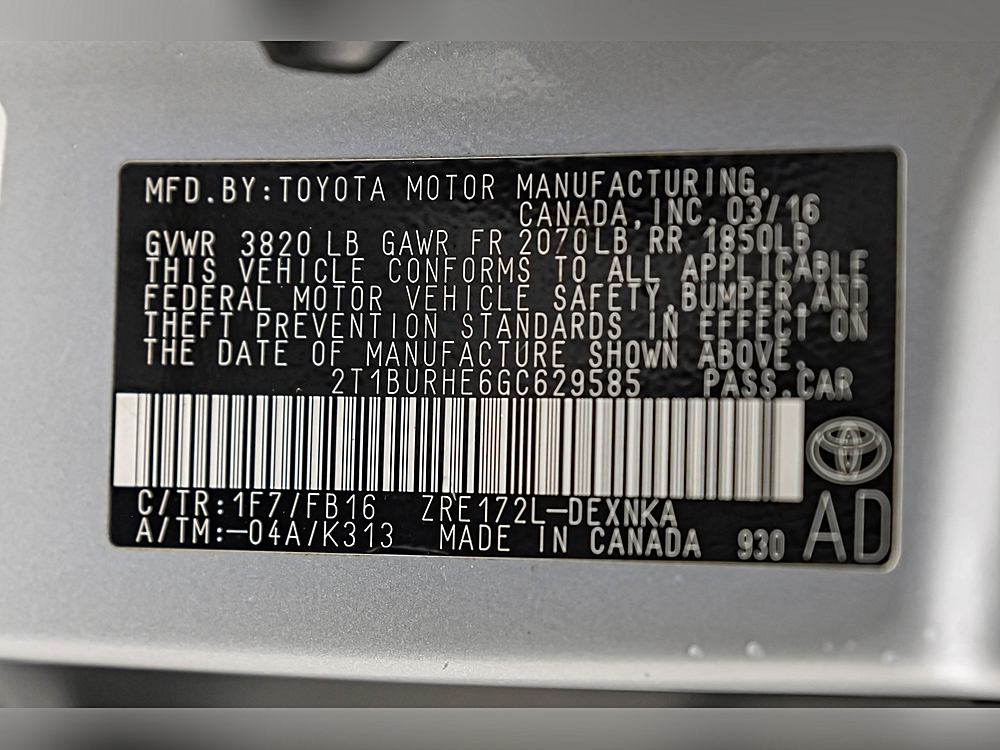 MFD.BY:TOYOTA MOTOR MANUFACTURING,
CANADA,INC.03/16
GVWR 3820 LB GAWR FR 2070LB RR 1850LB
THIS VEHICLE CONFORMS TO ALL APPLICABLE
FEDERAL MOTOR VEHICLE SAFETY,BUMPER,AND
THEFT PREVENTION STANDARDS IN EFFECT ON
THE DATE OF MANUFACTURE SHOWN ABOVE.
2T1BURHE6GC629585 PASS.CAR
C/TR:1F7/FB16 ZRE172L-DEXNKA
A/TM:-04A/K313 MADE IN CANADA 930 AD